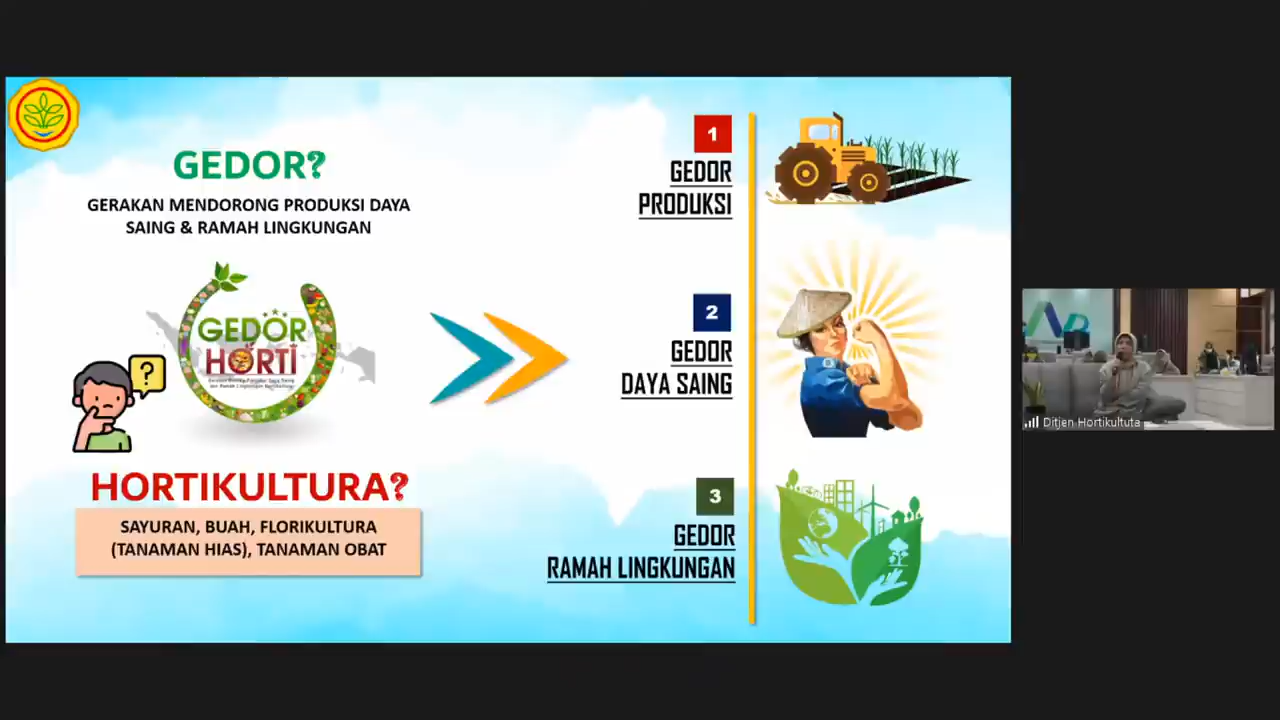 GEDOR?
GERAKAN MENDORONG PRODUKSI DAYA
SAING & RAMAH LINGKUNGAN
GEDOR
HORTI
?
HORTIKULTURA?
SAYURAN, BUAH, FLORIKULTURA
(TANAMAN HIAS), TANAMAN OBAT
1
GEDOR
PRODUKSI
2
GEDOR
DAYA SAING
3
GEDOR
RAMAH LINGKUNGAN
Ditjen Hortikultuta